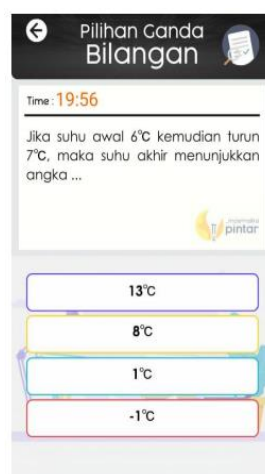 Pilihan Ganda
Bilangan
Time : 19:56
Jika suhu awal 6°C kemudian turun
7°C, maka suhu akhir menunjukkan
angka ...
pintar
13°C
8°C
1°C
-1°C